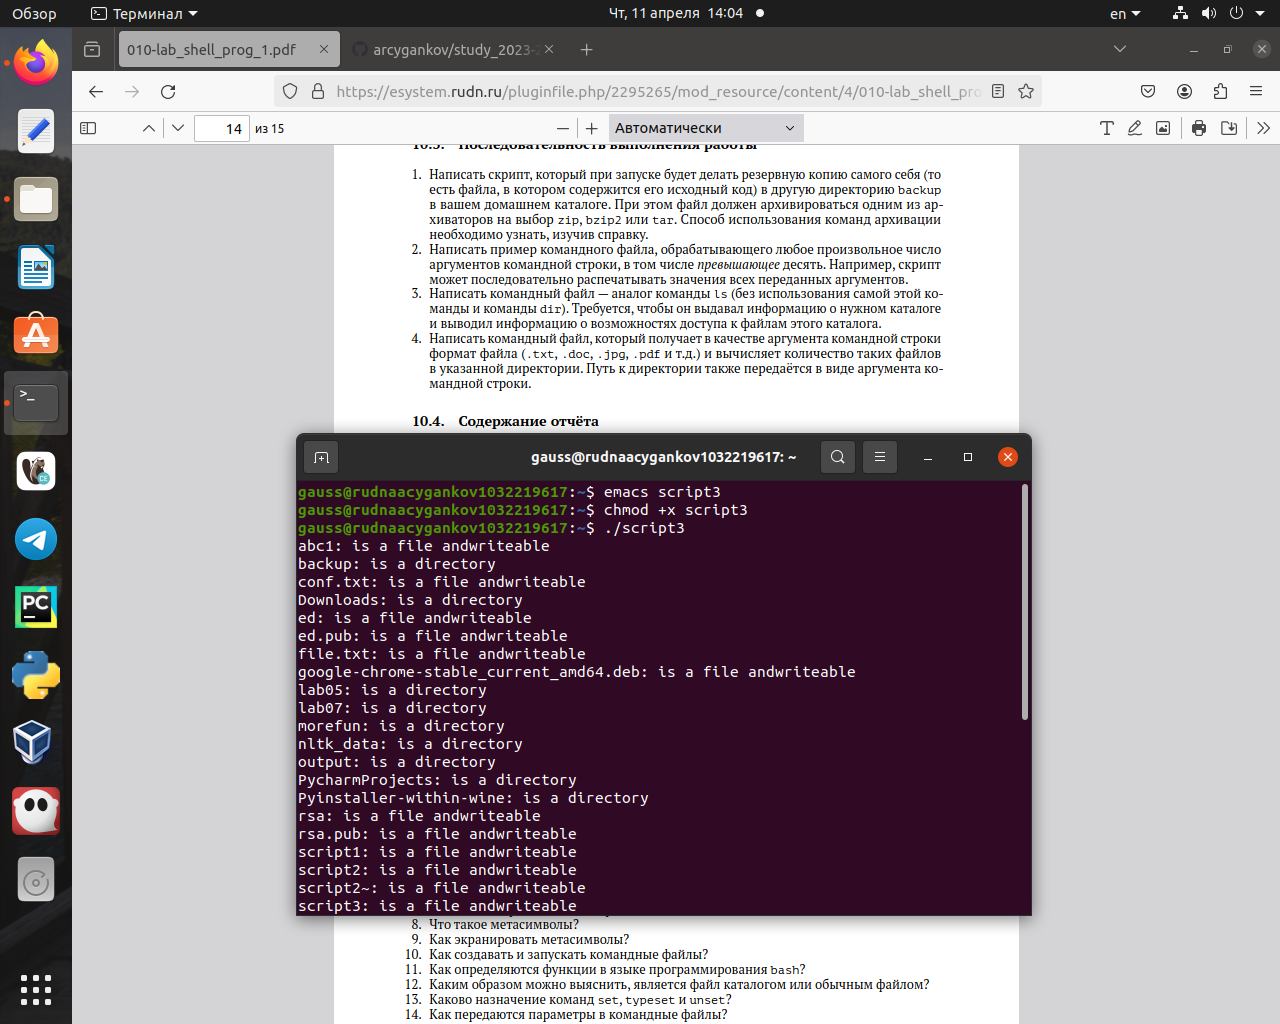 Обзор
Терминал
Чт, 11 апреля 14:04
en
010-lab_shell_prog_1.pdf
arcygankov/study_2023-2
https://esystem.rudn.ru/pluginfile.php/2295265/mod_resource/content/4/010-lab_shell_pro
14 из 15
Автоматически
10.3. Последовательность выполнения работы
1. Написать скрипт, который при запуске будет делать резервную копию самого себя (то
есть файла, в котором содержится его исходный код) в другую директорию backup
в вашем домашнем каталоге. При этом файл должен архивироваться одним из ар-
хиваторов на выбор zip, bzip2 или tar. Способ использования команд архивации
необходимо узнать, изучив справку.
2. Написать пример командного файла, обрабатывающего любое произвольное число
аргументов командной строки, в том числе превышающее десять. Например, скрипт
может последовательно распечатывать значения всех переданных аргументов.
3. Написать командный файл — аналог команды ls (без использования самой этой ко-
манды и команды dir). Требуется, чтобы он выдавал информацию о нужном каталоге
и выводил информацию о возможностях доступа к файлам этого каталога.
4. Написать командный файл, который получает в качестве аргумента командной строки
формат файла (.txt, .doc, .jpg, .pdf и т.д.) и вычисляет количество таких файлов
в указанной директории. Путь к директории также передаётся в виде аргумента ко-
мандной строки.
10.4. Содержание отчёта
gauss@rudnaacygankov1032219617: ~
gauss@rudnaacygankov1032219617:~$ emacs script3
gauss@rudnaacygankov1032219617:~$ chmod +x script3
gauss@rudnaacygankov1032219617:~$ ./script3
abc1: is a file andwriteable
backup: is a directory
conf.txt: is a file andwriteable
Downloads: is a directory
ed: is a file andwriteable
ed.pub: is a file andwriteable
file.txt: is a file andwriteable
google-chrome-stable_current_amd64.deb: is a file andwriteable
lab05: is a directory
lab07: is a directory
morefun: is a directory
nltk_data: is a directory
output: is a directory
PycharmProjects: is a directory
Pyinstaller-within-wine: is a directory
rsa: is a file andwriteable
rsa.pub: is a file andwriteable
script1: is a file andwriteable
script2: is a file andwriteable
script2~: is a file andwriteable
script3: is a file andwriteable
8. Что такое метасимволы?
9. Как экранировать метасимволы?
10. Как создавать и запускать командные файлы?
11. Как определяются функции в языке программирования bash?
12. Каким образом можно выяснить, является файл каталогом или обычным файлом?
13. Каково назначение команд set, typeset и unset?
14. Как передаются параметры в командные файлы?